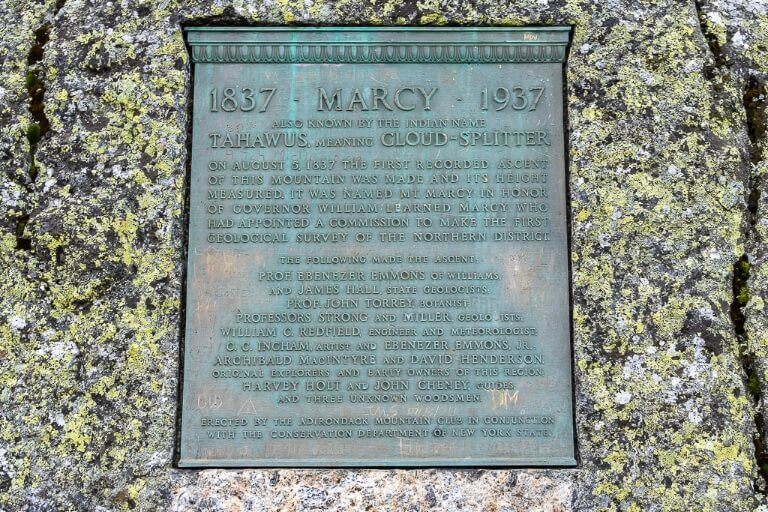 1837 - MARCY - 1937
ALSO KNOWN BY THE INDIAN NAME
TAHAWUS, MEANING CLOUD-SPLITTER
ON AUGUST 5, 1837 THE FIRST RECORDED ASCENT
OF THIS MOUNTAIN WAS MADE AND ITS HEIGHT
MEASURED. IT WAS NAMED MT. MARCY IN HONOR
OF GOVERNOR WILLIAM LEARNED MARCY WHO
HAD APPOINTED A COMMISSION TO MAKE THE FIRST
GEOLOGICAL SURVEY OF THE NORTHERN DISTRICT.
THE FOLLOWING MADE THE ASCENT:
PROF. EBENEZER EMMONS OF WILLIAMS,
AND JAMES HALL, STATE GEOLOGISTS.
PROF. JOHN TORREY, BOTANIST.
PROFESSORS STRONG AND MILLER, GEOLOGISTS.
WILLIAM C. REDFIELD, ENGINEER AND METEOROLOGIST.
C. C. INGHAM, ARTIST AND EBENEZER EMMONS, JR.
ARCHIBALD MACINTYRE AND DAVID HENDERSON,
ORIGINAL EXPLORERS AND EARLY OWNERS OF THIS REGION.
HARVEY HOLT AND JOHN CHENEY, GUIDES,
AND THREE UNKNOWN WOODSMEN.
DM
ERECTED BY THE ADIRONDACK MOUNTAIN CLUB IN CONJUNCTION
WITH THE CONSERVATION DEPARTMENT OF NEW YORK STATE.